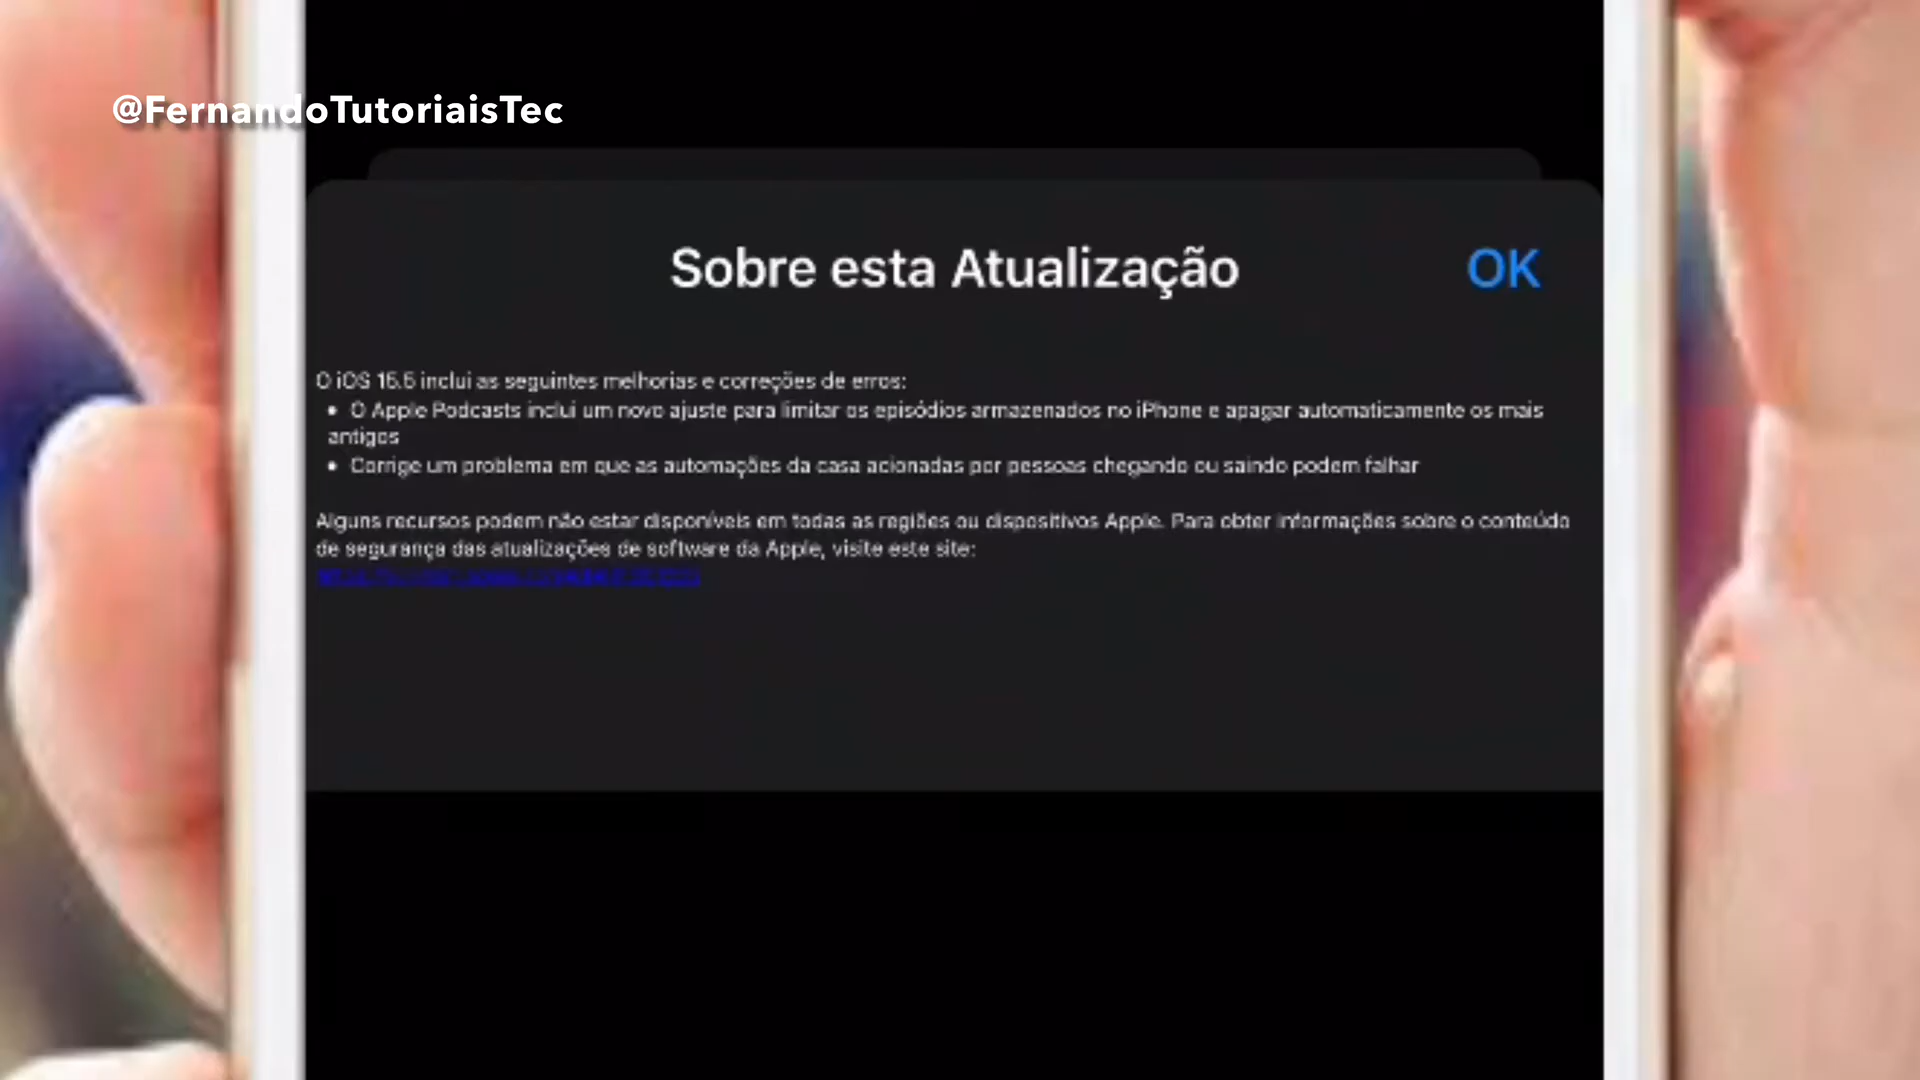 @FernandoTutoriaisTec
Sobre esta Atualização
OK
O iOS 15.5 inclui as seguintes melhorias e correções de erros:
• O Apple Podcasts inclui um novo ajuste para limitar os episódios armazenados no iPhone e apagar automaticamente os mais
antigos
• Corrige um problema em que as automações da casa acionadas por pessoas chegando ou saindo podem falhar
Alguns recursos podem não estar disponíveis em todas as regiões ou dispositivos Apple. Para obter informações sobre o conteúdo
de segurança das atualizações de software da Apple, visite este site: